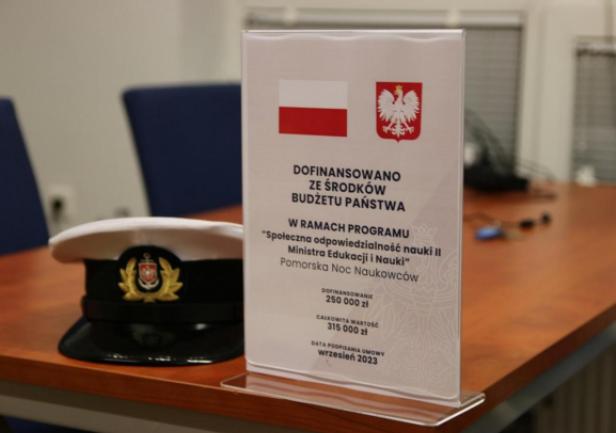 DOFINANSOWANO
ZE ŚRODKÓW
BUDŻETU PAŃSTWA
W RAMACH PROGRAMU
"Społeczna odpowiedzialność nauki II
Ministra Edukacji i Nauki"
Pomorska Noc Naukowców
DOFINANSOWANIE
250 000 zł
CAŁKOWITA WARTOŚĆ
315 000 zł
DATA PODPISANIA UMOWY
wrzesień 2023